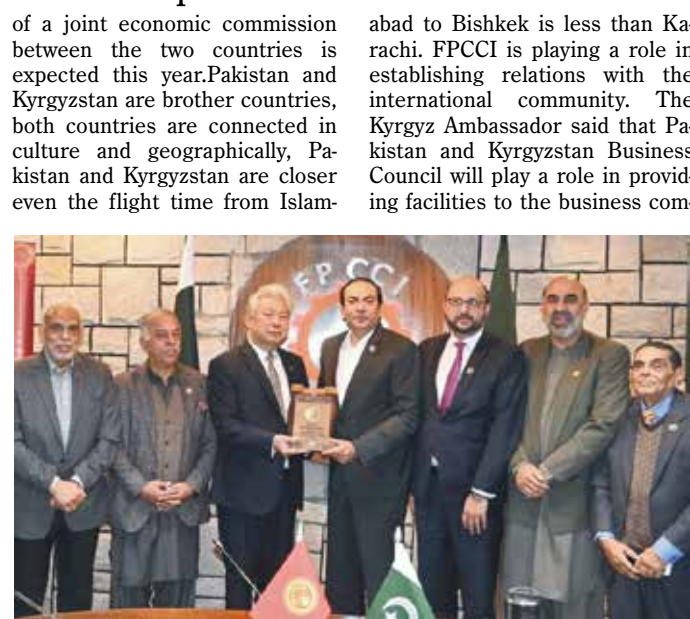 of a joint economic commission
between the two countries is
expected this year.Pakistan and
Kyrgyzstan are brother countries,
both countries are connected in
culture and geographically, Pa-
kistan and Kyrgyzstan are closer
even the flight time from Islam-
abad to Bishkek is less than Ka-
rachi. FPCCI is playing a role in
establishing relations with the
international community. The
Kyrgyz Ambassador said that Pa-
kistan and Kyrgyzstan Business
Council will play a role in provid-
ing facilities to the business com-
FPCCI